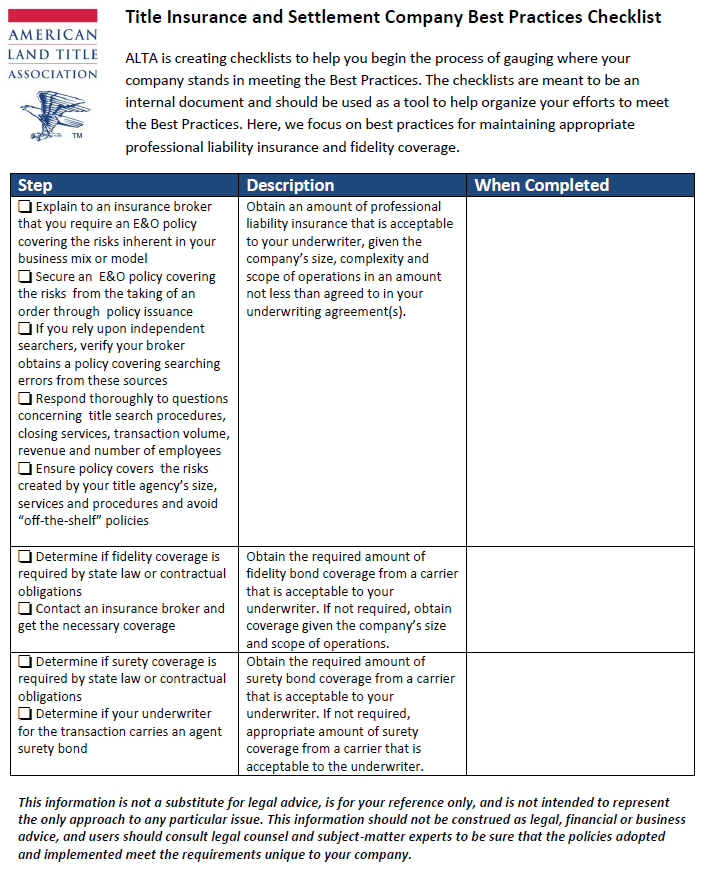 AMERICAN
LAND TITLE
ASSOCIATION
TM
Title Insurance and Settlement Company Best Practices Checklist
ALTA is creating checklists to help you begin the process of gauging where your
company stands in meeting the Best Practices. The checklists are meant to be an
internal document and should be used as a tool to help organize your efforts to meet
the Best Practices. Here, we focus on best practices for maintaining appropriate
professional liability insurance and fidelity coverage.
Step
Description
When Completed
❑ Explain to an insurance broker
that you require an E&O policy
covering the risks inherent in your
business mix or model
❑ Secure an E&O policy covering
the risks from the taking of an
order through policy issuance
❑ If you rely upon independent
searchers, verify your broker
obtains a policy covering searching
errors from these sources
❑ Respond thoroughly to questions
concerning title search procedures,
closing services, transaction volume,
revenue and number of employees
❑ Ensure policy covers the risks
created by your title agency's size,
services and procedures and avoid
“off-the-shelf” policies
Obtain an amount of professional
liability insurance that is acceptable
to your underwriter, given the
company's size, complexity and
scope of operations in an amount
not less than agreed to in your
underwriting agreement(s).
❑ Determine if fidelity coverage is
required by state law or contractual
obligations
❑ Contact an insurance broker and
get the necessary coverage
Obtain the required amount of
fidelity bond coverage from a carrier
that is acceptable to your
underwriter. If not required, obtain
coverage given the company's size
and scope of operations.
❑ Determine if surety coverage is
required by state law or contractual
obligations
❑ Determine if your underwriter
for the transaction carries an agent
surety bond
Obtain the required amount of
surety bond coverage from a carrier
that is acceptable to your
underwriter. If not required,
appropriate amount of surety
coverage from a carrier that is
acceptable to the underwriter.
This information is not a substitute for legal advice, is for your reference only, and is not intended to represent
the only approach to any particular issue. This information should not be construed as legal, financial or business
advice, and users should consult legal counsel and subject-matter experts to be sure that the policies adopted
and implemented meet the requirements unique to your company.